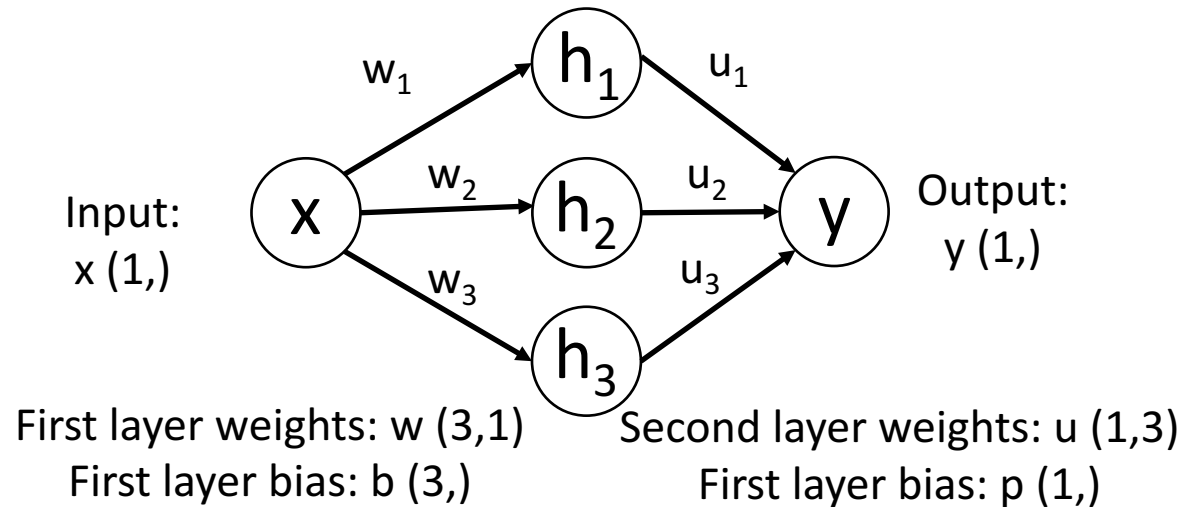 w₁
h₁
u₁
Input:
x (1,)
x
w₂
h₂
u₂
y
Output:
y (1,)
w₃
h₃
u₃
First layer weights: w (3,1)
First layer bias: b (3,)
Second layer weights: u (1,3)
First layer bias: p (1,)